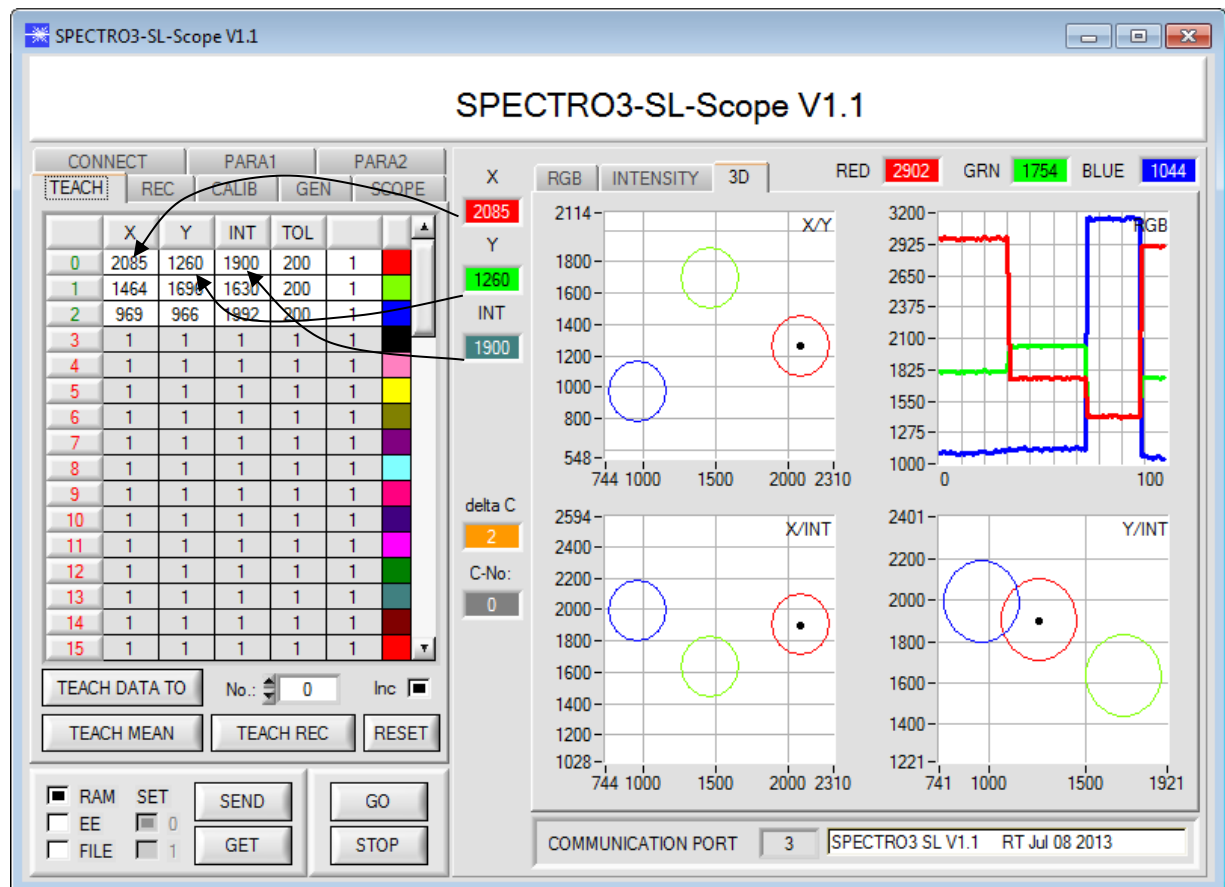 SPECTRO3-SL-Scope V1.1
SPECTRO3-SL-Scope V1.1
CONNECT PARA1 PARA2
TEACH REC CALIB GEN SCOPE
X Y INT TOL
0 2085 1260 1900 200 1
1 1464 1696 1630 200 1
2 969 966 1992 200 1
3 1 1 1 1 1
4 1 1 1 1 1
5 1 1 1 1 1
6 1 1 1 1 1
7 1 1 1 1 1
8 1 1 1 1 1
9 1 1 1 1 1
10 1 1 1 1 1
11 1 1 1 1 1
12 1 1 1 1 1
13 1 1 1 1 1
14 1 1 1 1 1
15 1 1 1 1 1
TEACH DATA TO No.: 0 Inc
TEACH MEAN TEACH REC RESET
RAM SET SEND GO
EE 0
FILE 1 GET STOP
X
2085
Y
1260
INT
1900
delta C
2
C-No:
0
RGB INTENSITY 3D RED 2902 GRN 1754 BLUE 1044
X/Y
2114
1800
1600
1400
1200
1000
800
548
744 1000 1500 2000 2310
RGB
3200
2925
2650
2375
2100
1825
1550
1275
1000
0 100
X/INT
2594
2400
2200
2000
1800
1600
1400
1200
1028
744 1000 1500 2000 2310
Y/INT
2401
2200
2000
1800
1600
1400
1221
741 1000 1500 1921
COMMUNICATION PORT 3 SPECTRO3 SL V1.1 RT Jul 08 2013